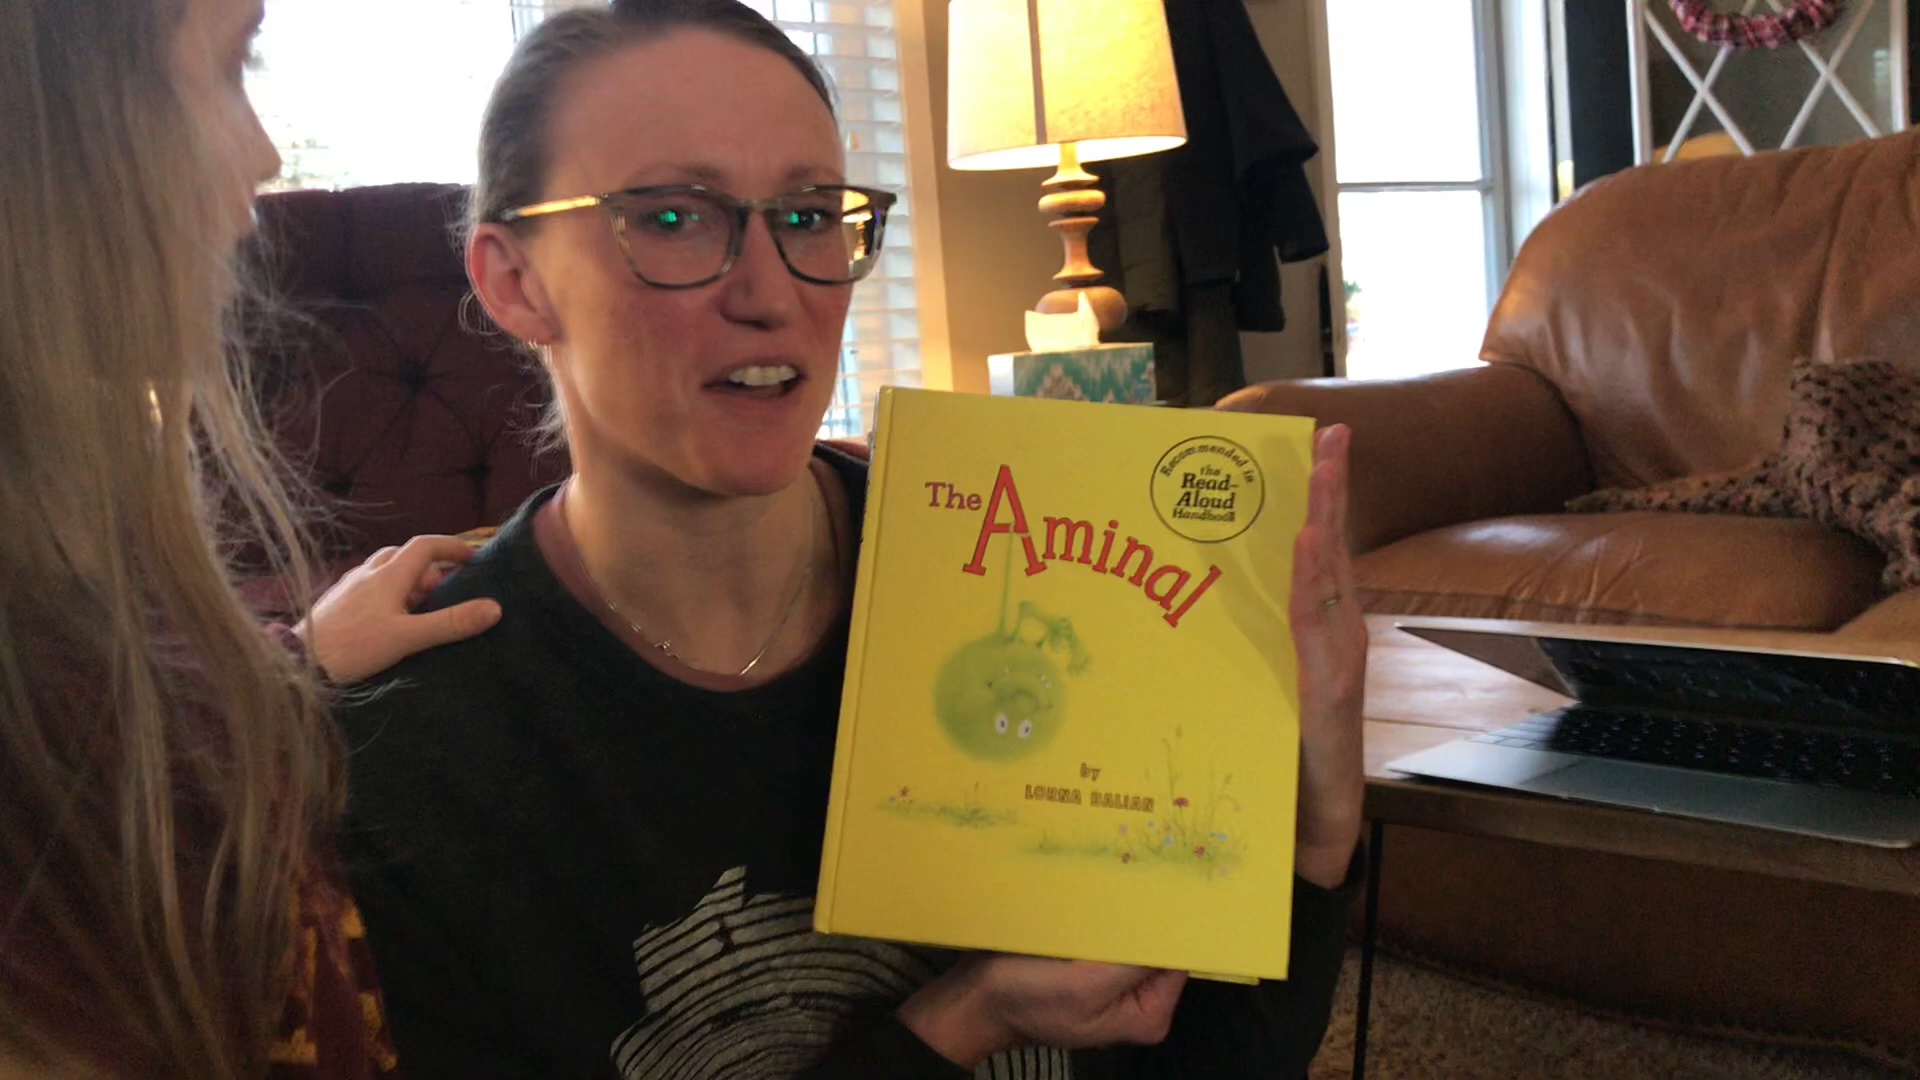 The Aminal
Recommended in
the
Read-
Aloud
Handbook
by
LORNA BALIAN